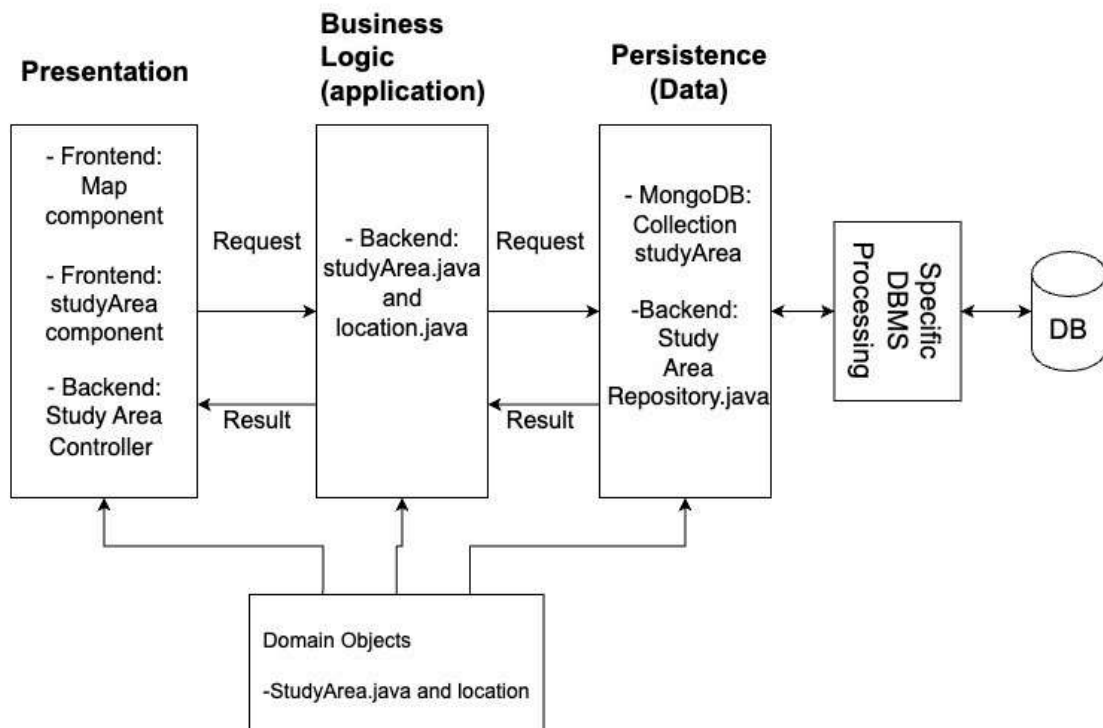 Presentation
Business
Logic
(application)
Persistence
(Data)
- Frontend:
Map
component
- Frontend:
studyArea
component
- Backend:
Study Area
Controller
Request
Result
- Backend:
studyArea.java
and
location.java
Request
Result
- MongoDB:
Collection
studyArea
-Backend:
Study
Area
Repository.java
Specific
DBMS
Processing
DB
Domain Objects
-StudyArea.java and location